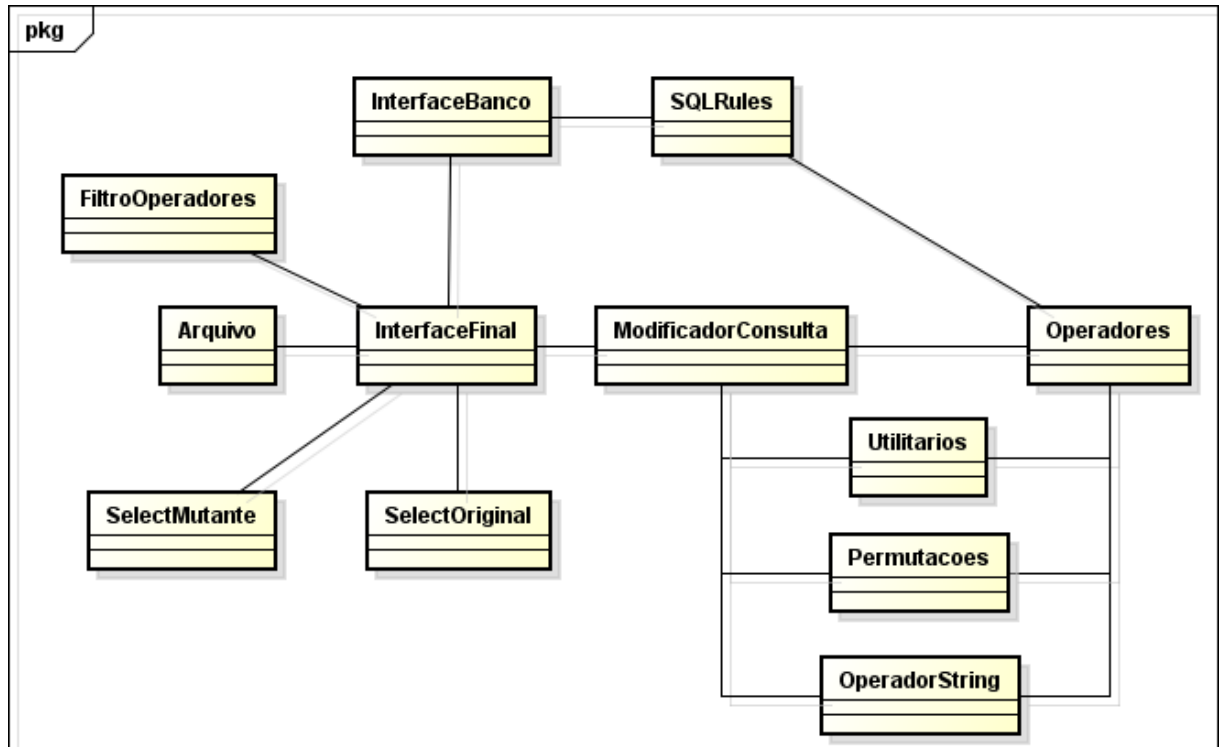 pkg
InterfaceBanco
SQLRules
FiltroOperadores
Arquivo
InterfaceFinal
ModificadorConsulta
Operadores
Utilitarios
SelectMutante
SelectOriginal
Permutacoes
OperadorString